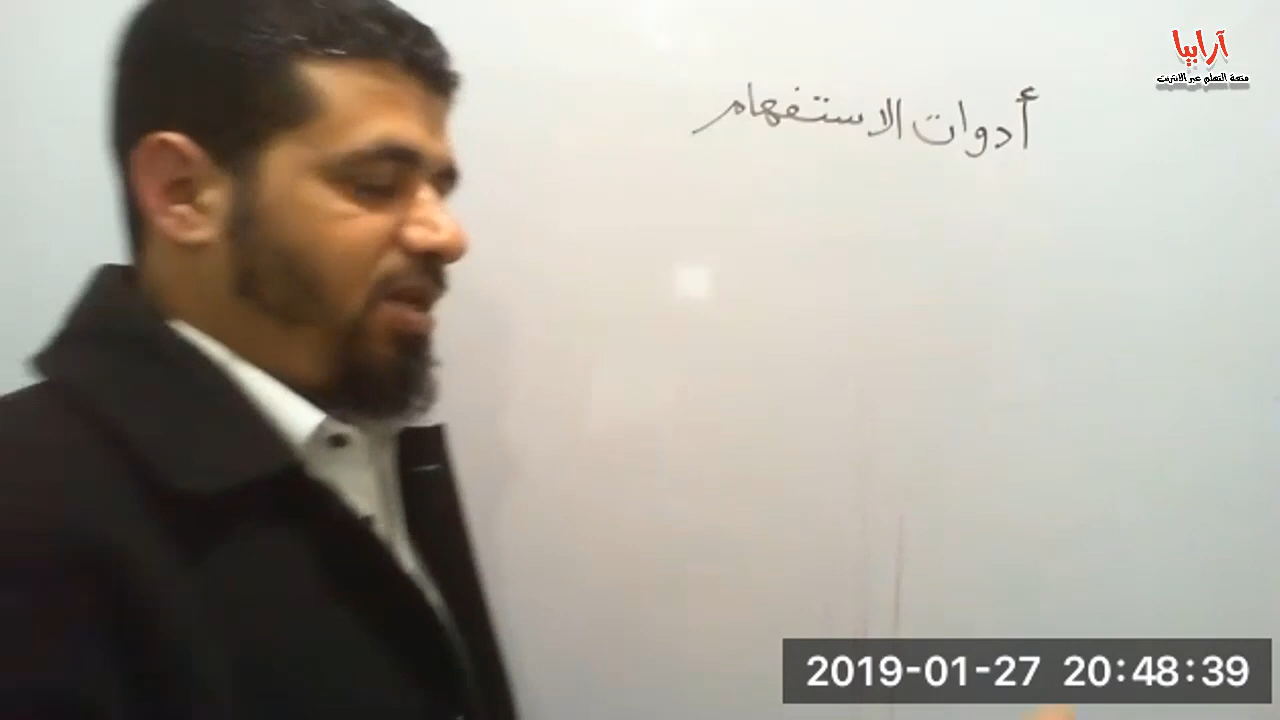 آرابيا
منصة التعلم عبر الانترنت
أدوات الاستفهام
2019-01-27 20:48:39